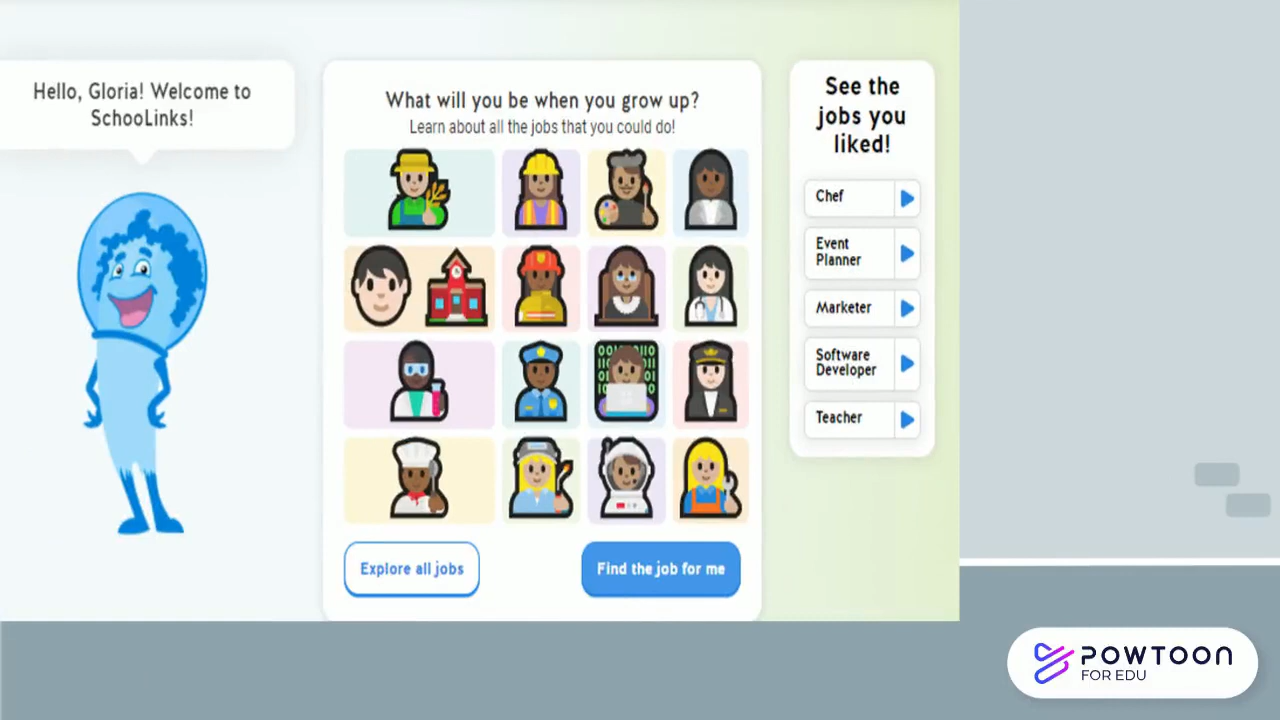 Hello, Gloria! Welcome to
SchooLinks!
What will you be when you grow up?
Learn about all the jobs that you could do!
Explore all jobs
Find the job for me
See the
jobs you
liked!
Chef
Event
Planner
Marketer
Software
Developer
Teacher
POWTOON
FOR EDU